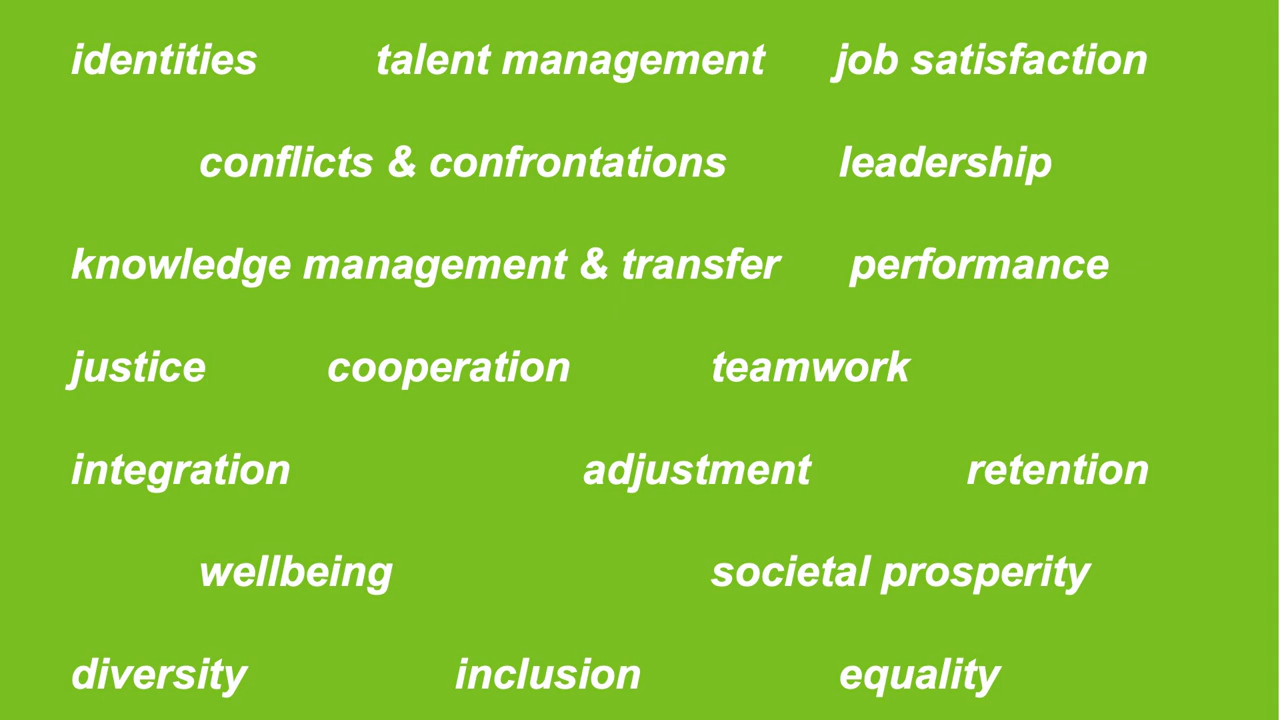 identities talent management job satisfaction
conflicts & confrontations leadership
knowledge management & transfer performance
justice cooperation teamwork
integration adjustment retention
wellbeing societal prosperity
diversity inclusion equality